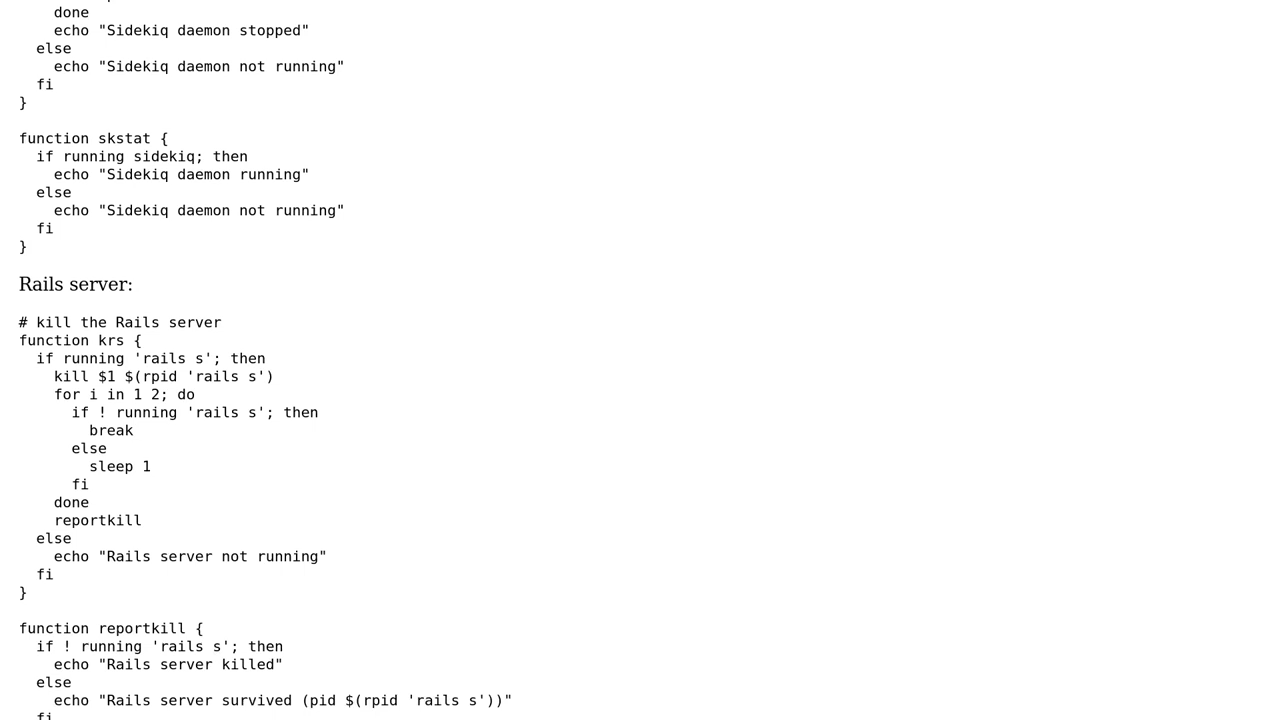 done
    echo "Sidekiq daemon stopped"
  else
    echo "Sidekiq daemon not running"
  fi
}

function skstat {
  if running sidekiq; then
    echo "Sidekiq daemon running"
  else
    echo "Sidekiq daemon not running"
  fi
}

Rails server:

# kill the Rails server
function krs {
  if running 'rails s'; then
    kill $1 $(rpid 'rails s')
    for i in 1 2; do
      if ! running 'rails s'; then
        break
      else
        sleep 1
      fi
    done
    reportkill
  else
    echo "Rails server not running"
  fi
}

function reportkill {
  if ! running 'rails s'; then
    echo "Rails server killed"
  else
    echo "Rails server survived (pid $(rpid 'rails s'))"
  fi